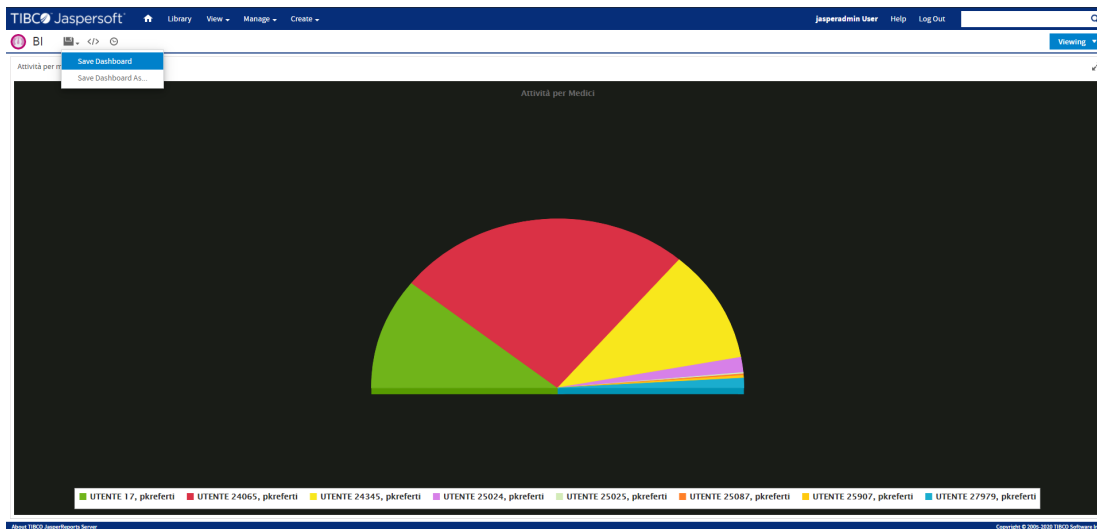 TIBCO Jaspersoft® Library View Manage Create jasperadmin User Help Log Out
BI Viewing
Save Dashboard
Attività per m
Save Dashboard As...
Attività per Medici
UTENTE 17, pkreferti UTENTE 24065, pkreferti UTENTE 24345, pkreferti UTENTE 25024, pkreferti UTENTE 25025, pkreferti UTENTE 25087, pkreferti UTENTE 25907, pkreferti UTENTE 27979, pkreferti
About TIBCO JasperReports Server Copyright © 2005-2020 TIBCO Software In